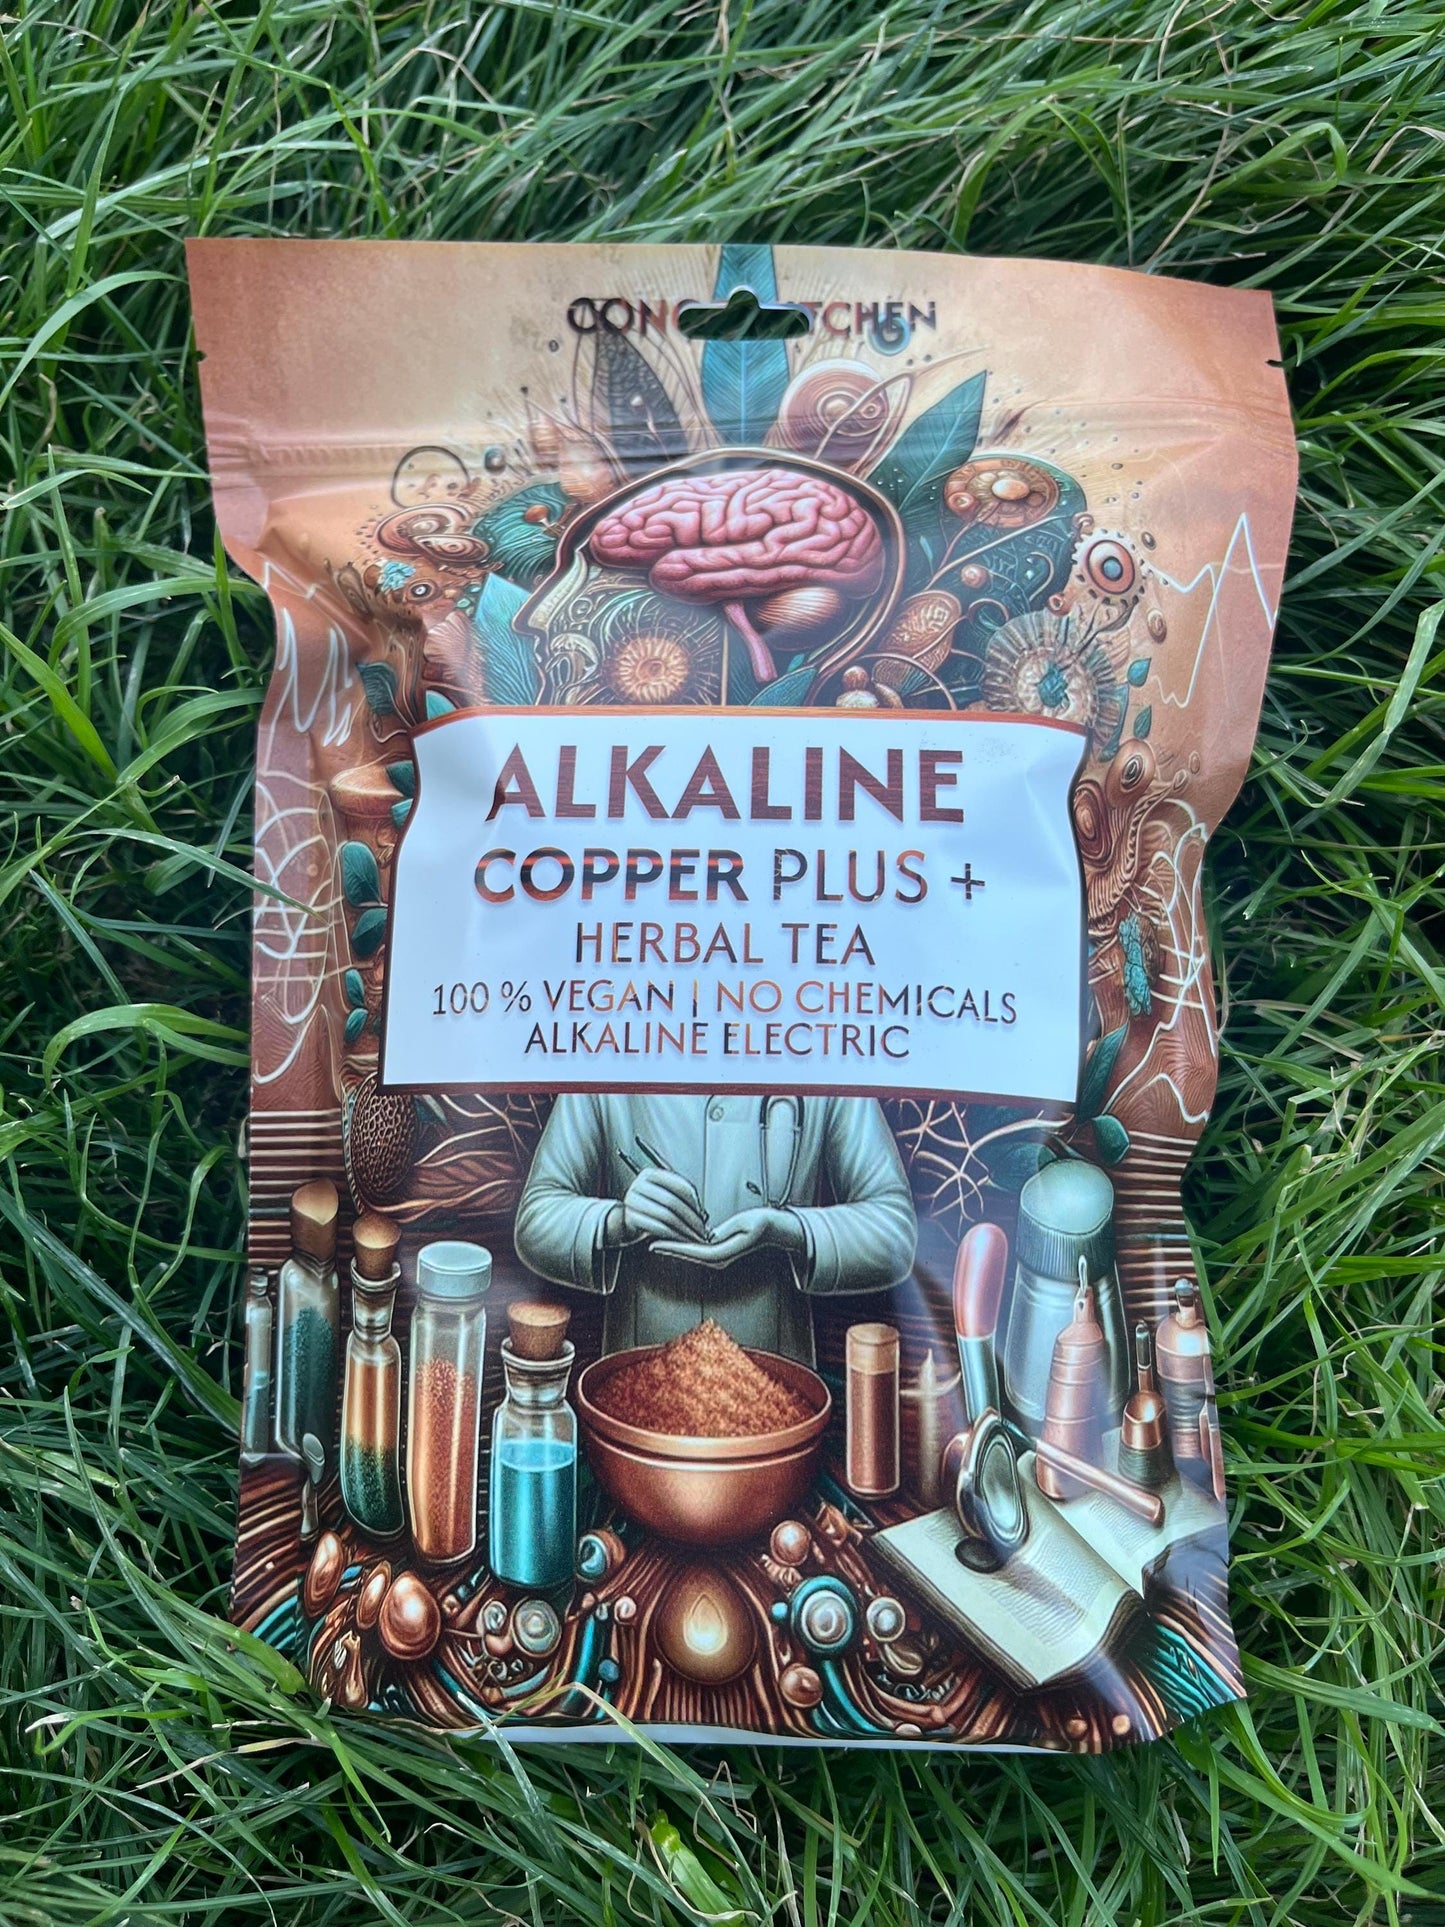 ALKALINE
COPPER PLUS +
HERBAL TEA
100 % VEGAN | NO CHEMICALS
ALKALINE ELECTRIC